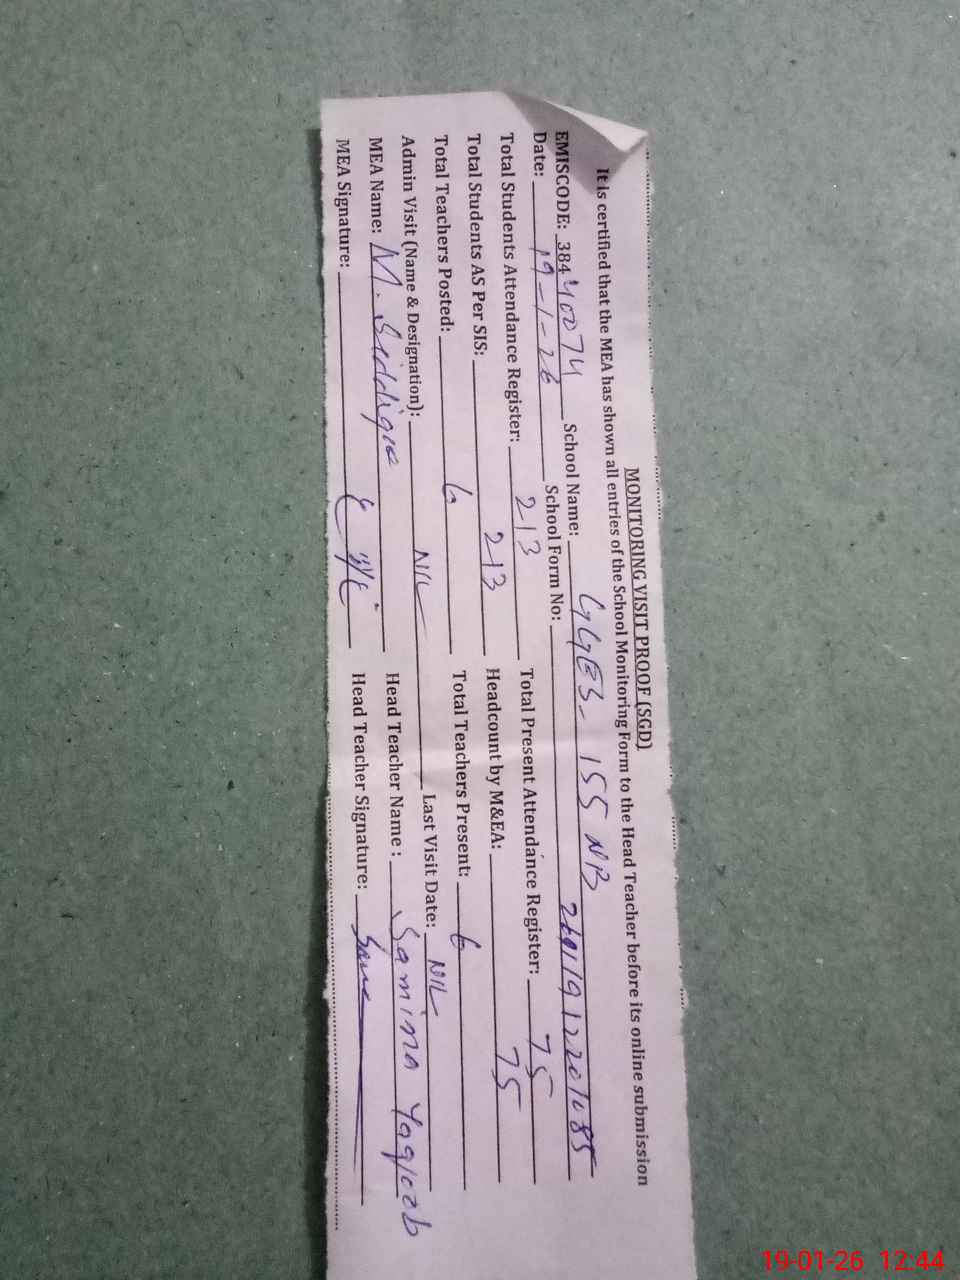 MONITORING VISIT PROOF (SGD)
It is certified that the MEA has shown all entries of the School Monitoring Form to the Head Teacher before its online submission
EMISCODE: 38440074 School Name: GGES- 155 NB
Date: 19-1-26 School Form No:
Total Students Attendance Register: 213 Total Present Attendance Register: 75
Total Students AS Per SIS: 213 Headcount by M&EA: 75
Total Teachers Posted: 6 Total Teachers Present: 6
Admin Visit (Name & Designation): NIL Last Visit Date: NIL
MEA Name: M. Siddique Head Teacher Name : Samina Yaqoob
MEA Signature: Head Teacher Signature:
19-01-26 12:44